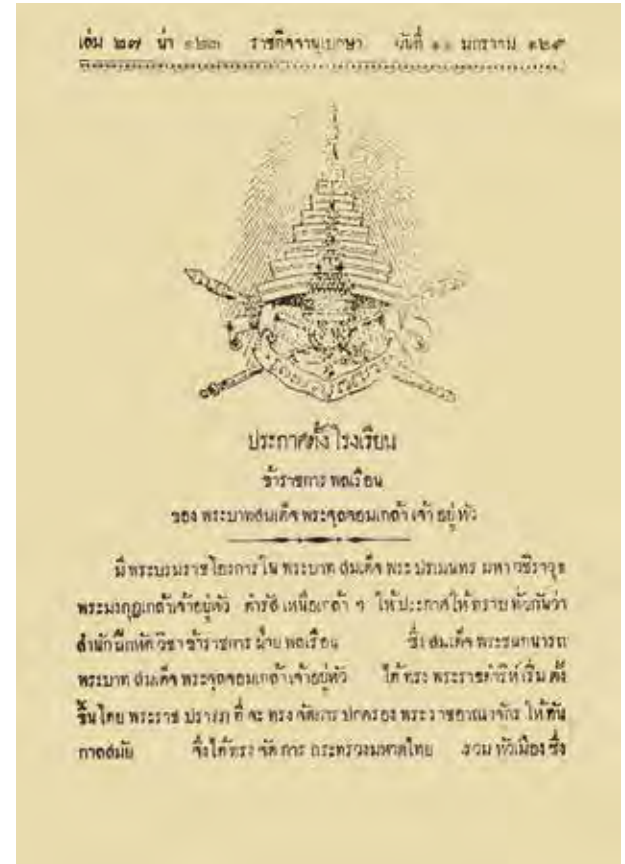 เล่ม ๒๗ น่า ๑๒๓ ราชกิจจานุเบกษา วันที่ ๑๑ มกราคม ๑๒๙
ประกาศตั้งโรงเรียน
ข้าราชการ พลเรือน
ของ พระบาทสมเด็จ พระจุลจอมเกล้า เจ้า อยู่ หัว
มีพระบรมราชโองการ ใน พระบาท สมเด็จ พระ ปรเมนทร มหา วชิราวุธ
พระมงกุฎเกล้าเจ้าอยู่หัว ดำรัส เหนือเกล้า ฯ ให้ประกาศให้ทราบ ทั่วกันว่า
สำนักฝึกหัด วิชา ข้าราชการ ฝ่าย พลเรือน ซึ่ง สมเด็จ พระชนกนารถ
พระบาท สมเด็จ พระจุลจอมเกล้าเจ้าอยู่หัว ได้ ทรง พระราชดำริห์เริ่ม ตั้ง
ขึ้นโดย พระราช ปรารภ ที่ จะ ทรง จัดการ ปกครอง พระราชอาณาจักร ให้ทัน
กาลสมัย จึงได้ทรง จัด การ กระทรวงมหาดไทย รวม หัวเมือง ซึ่ง